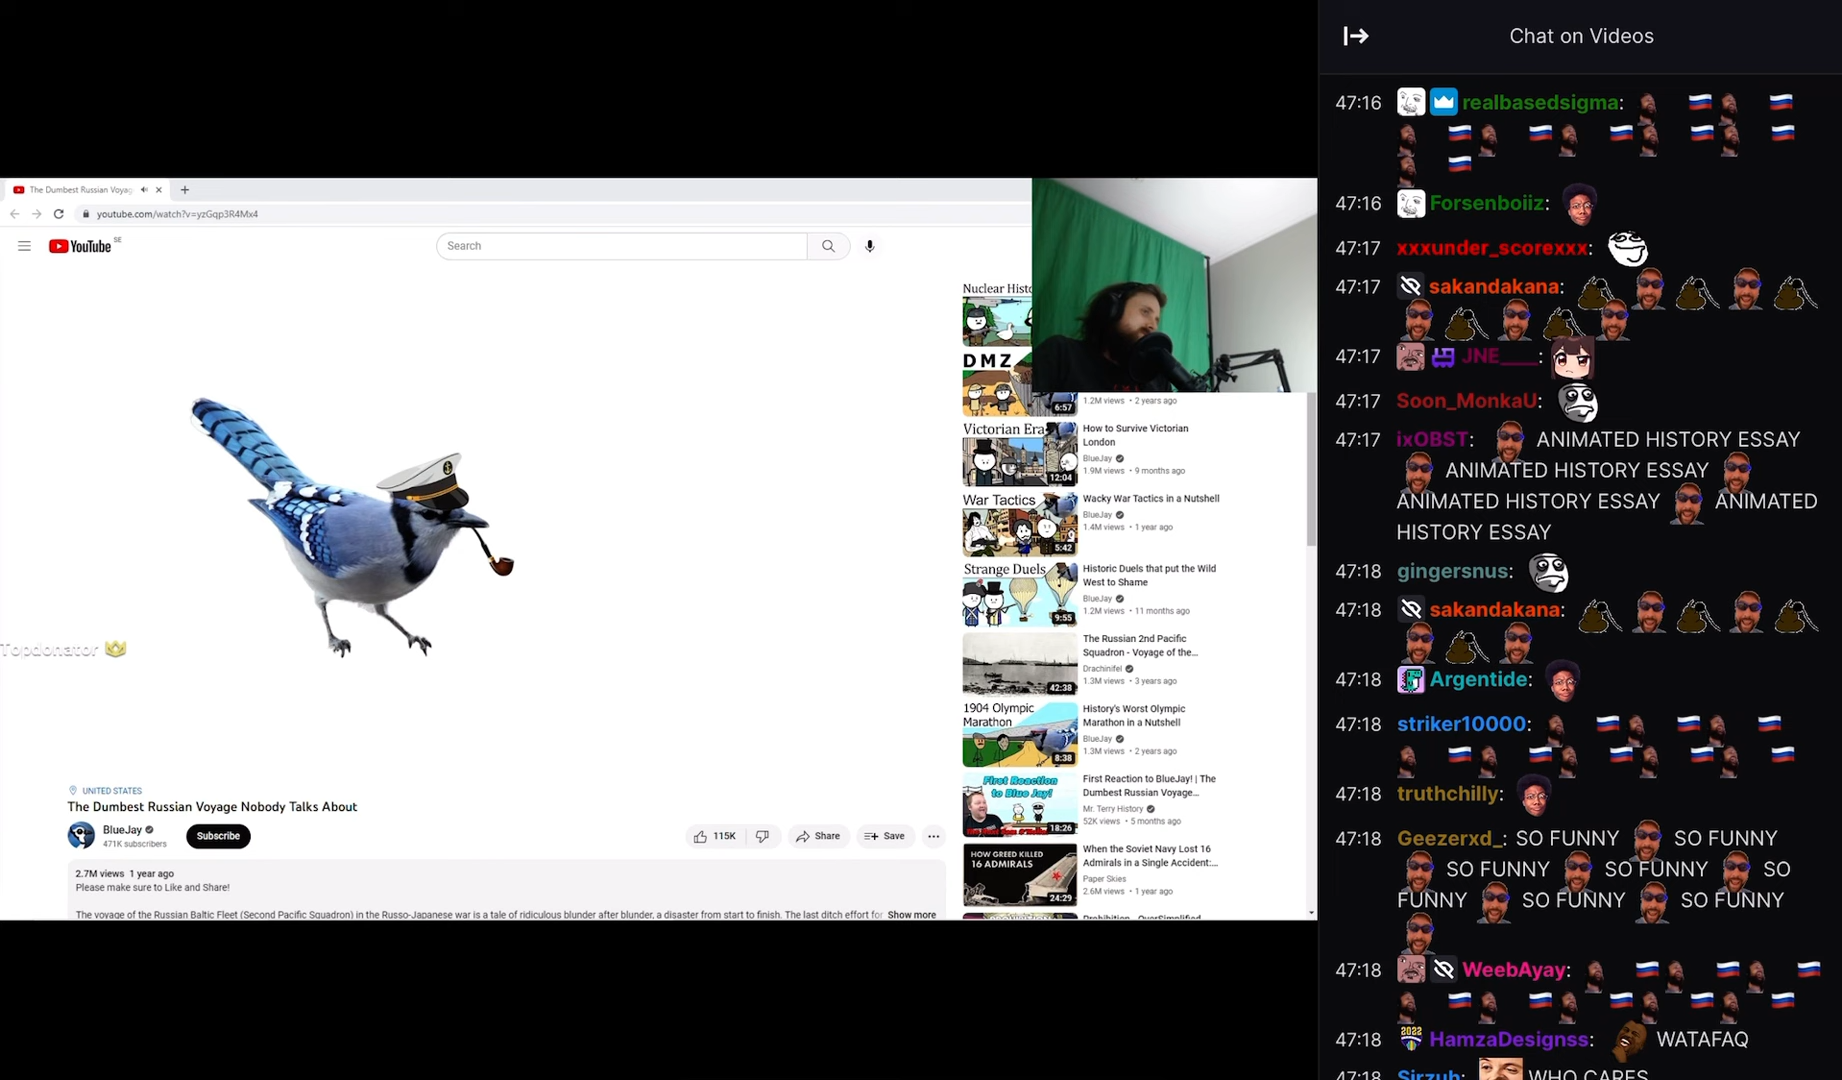 Chat on Videos
The Dumbest Russian Voyag
youtube.com/watch?v=yzGqp3R4Mx4
YouTube SE
Search
Topdonator
UNITED STATES
The Dumbest Russian Voyage Nobody Talks About
BlueJay
471K subscribers
Subscribe
115K
Share
Save
2.7M views 1 year ago
Please make sure to Like and Share!
The voyage of the Russian Baltic Fleet (Second Pacific Squadron) in the Russo-Japanese war is a tale of ridiculous blunder after blunder, a disaster from start to finish. The last ditch effort for Show more
Nuclear Histo
DMZ
6:57
1.2M views • 2 years ago
Victorian Era
12:04
How to Survive Victorian
London
BlueJay
1.9M views • 9 months ago
War Tactics
5:42
Wacky War Tactics in a Nutshell
BlueJay
1.4M views • 1 year ago
Strange Duels
9:55
Historic Duels that put the Wild
West to Shame
BlueJay
1.2M views • 11 months ago
42:38
The Russian 2nd Pacific
Squadron - Voyage of the...
Drachinifel
1.3M views • 3 years ago
1904 Olympic
Marathon
8:38
History's Worst Olympic
Marathon in a Nutshell
BlueJay
1.3M views • 2 years ago
First Reaction
to Blue Jay!
18:26
First Reaction to BlueJay! | The
Dumbest Russian Voyage...
Mr. Terry History
52K views • 5 months ago
HOW GREED KILLED
16 ADMIRALS
24:29
When the Soviet Navy Lost 16
Admirals in a Single Accident:...
Paper Skies
2.6M views • 1 year ago
Prohibition - OverSimplified
47:16 realbasedsigma:
47:16 Forsenboiiz:
47:17 xxxunder_scorexxx:
47:17 sakandakana:
47:17 JNE____:
47:17 Soon_MonkaU:
47:17 ixOBST: ANIMATED HISTORY ESSAY
ANIMATED HISTORY ESSAY
ANIMATED HISTORY ESSAY ANIMATED
HISTORY ESSAY
47:18 gingersnus:
47:18 sakandakana:
47:18 Argentide:
47:18 striker10000:
47:18 truthchilly:
47:18 Geezerxd_: SO FUNNY SO FUNNY
SO FUNNY SO FUNNY SO
FUNNY SO FUNNY SO FUNNY
47:18 WeebAyay:
47:18 2022 HamzaDesignss: WATAFAQ
47:18 Sirzuh: WHO CARES